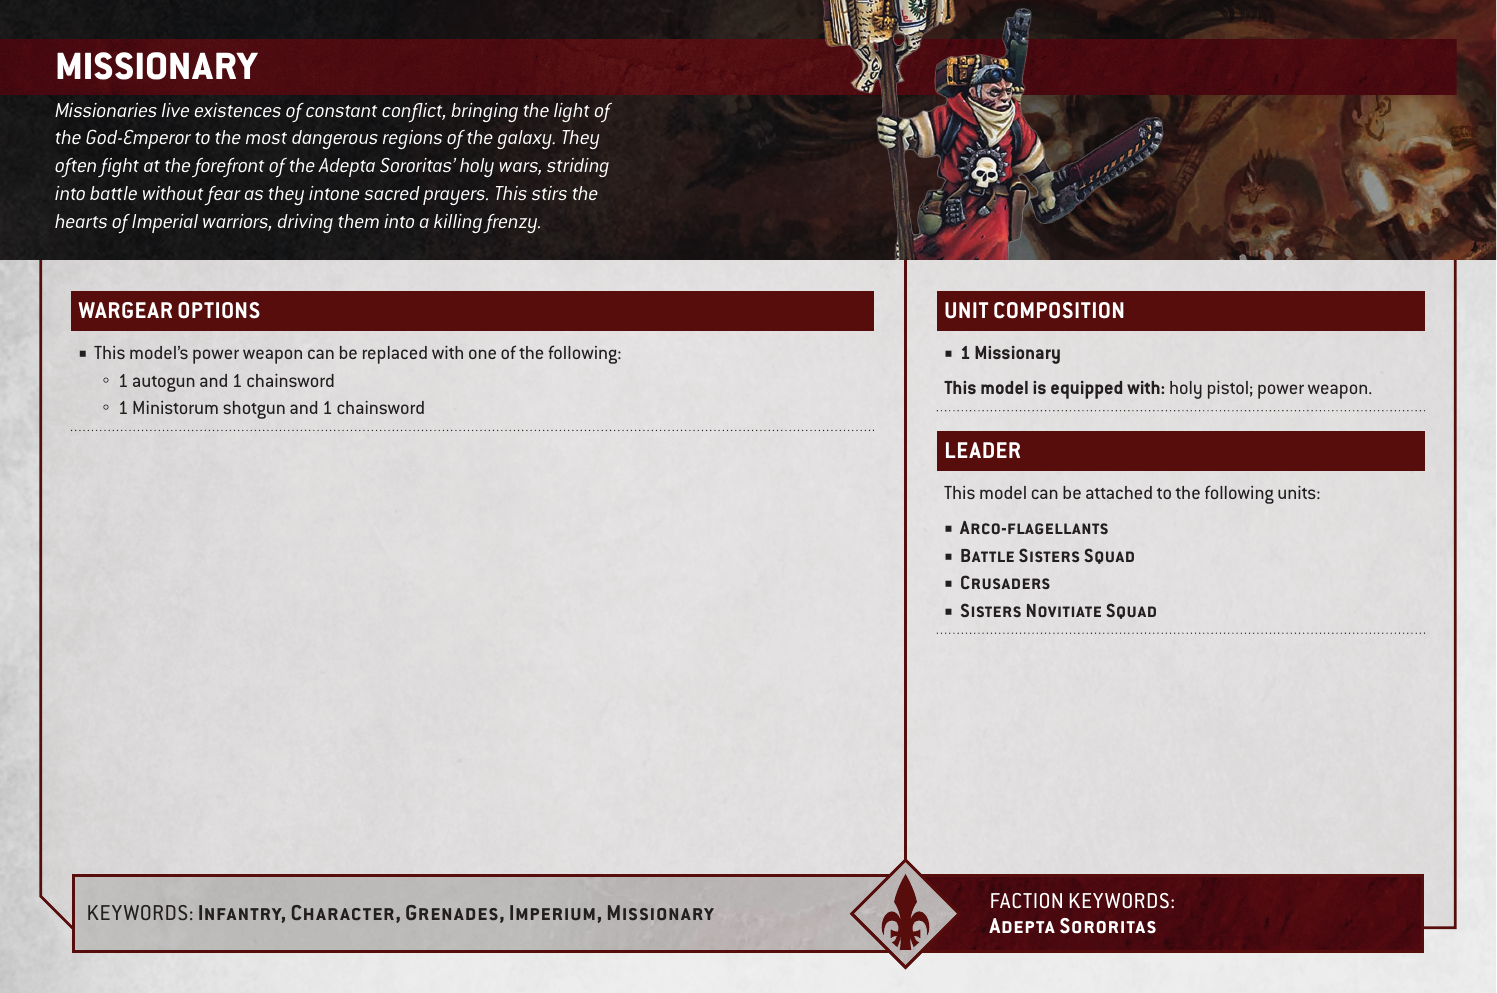 MISSIONARY
Missionaries live existences of constant conflict, bringing the light of
the God-Emperor to the most dangerous regions of the galaxy. They
often fight at the forefront of the Adepta Sororitas’ holy wars, striding
into battle without fear as they intone sacred prayers. This stirs the
hearts of Imperial warriors, driving them into a killing frenzy.
WARGEAR OPTIONS
▪ This model’s power weapon can be replaced with one of the following:
◦ 1 autogun and 1 chainsword
◦ 1 Ministorum shotgun and 1 chainsword
UNIT COMPOSITION
▪ 1 Missionary
This model is equipped with: holy pistol; power weapon.
LEADER
This model can be attached to the following units:
▪ Arco-flagellants
▪ Battle Sisters Squad
▪ Crusaders
▪ Sisters Novitiate Squad
KEYWORDS: Infantry, Character, Grenades, Imperium, Missionary
FACTION KEYWORDS:
Adepta Sororitas